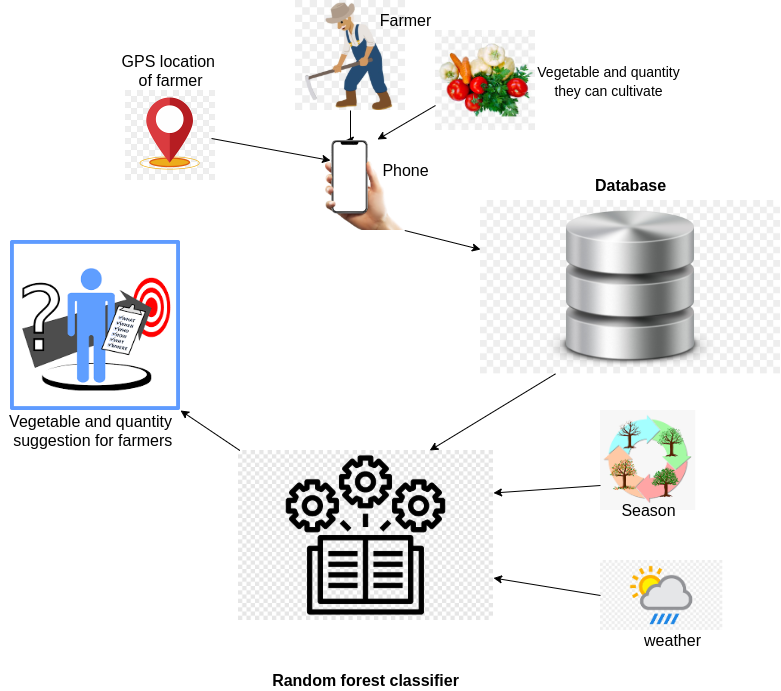 Farmer
GPS location
of farmer
Vegetable and quantity
they can cultivate
Phone
Database
?
Vegetable and quantity
suggestion for farmers
Season
weather
Random forest classifier